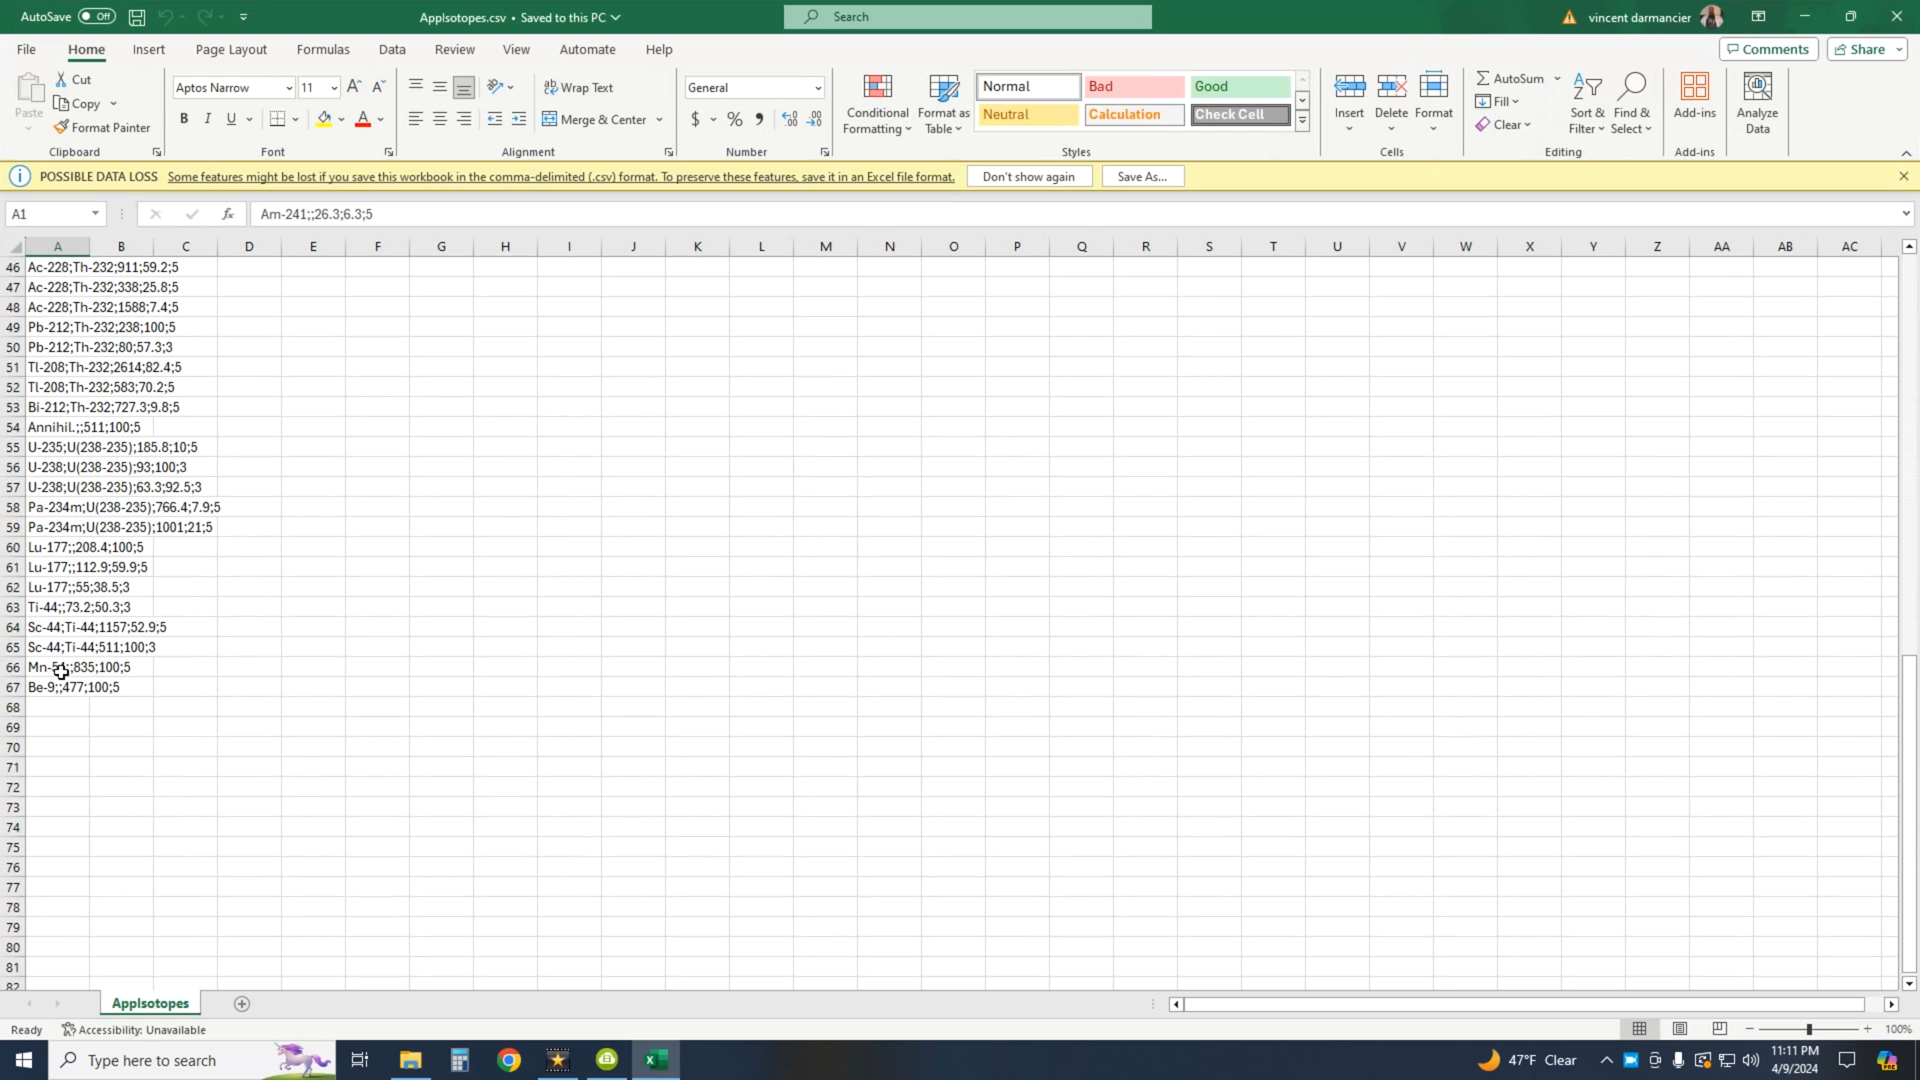 AutoSave Off AppIsotopes.csv • Saved to this PC Search vincent darmancier
File Home Insert Page Layout Formulas Data Review View Automate Help Comments Share
Paste Cut Copy Format Painter Clipboard
Aptos Narrow 11 B I U A Font
Wrap Text Merge & Center Alignment
General $ % 9 Number
Conditional Formatting Format as Table Normal Bad Good Neutral Calculation Check Cell Styles
Insert Delete Format Cells
AutoSum Fill Clear Sort & Filter Find & Select Editing
Add-ins Add-ins
Analyze Data
POSSIBLE DATA LOSS Some features might be lost if you save this workbook in the comma-delimited (.csv) format. To preserve these features, save it in an Excel file format. Don't show again Save As...
A1 fx Am-241;;26.3;6.3;5
A B C D E F G H I J K L M N O P Q R S T U V W X Y Z AA AB AC
46 Ac-228;Th-232;911;59.2;5
47 Ac-228;Th-232;338;25.8;5
48 Ac-228;Th-232;1588;7.4;5
49 Pb-212;Th-232;238;100;5
50 Pb-212;Th-232;80;57.3;3
51 Tl-208;Th-232;2614;82.4;5
52 Tl-208;Th-232;583;70.2;5
53 Bi-212;Th-232;727.3;9.8;5
54 Annihil.;;511;100;5
55 U-235;U(238-235);185.8;10;5
56 U-238;U(238-235);93;100;3
57 U-238;U(238-235);63.3;92.5;3
58 Pa-234m;U(238-235);766.4;7.9;5
59 Pa-234m;U(238-235);1001;21;5
60 Lu-177;;208.4;100;5
61 Lu-177;;112.9;59.9;5
62 Lu-177;;55;38.5;3
63 Ti-44;;73.2;50.3;3
64 Sc-44;Ti-44;1157;52.9;5
65 Sc-44;Ti-44;511;100;3
66 Mn-54;;835;100;5
67 Be-9;;477;100;5
68
69
70
71
72
73
74
75
76
77
78
79
80
81
82
AppIsotopes
Ready Accessibility: Unavailable 100%
Type here to search 47°F Clear 11:11 PM
4/9/2024